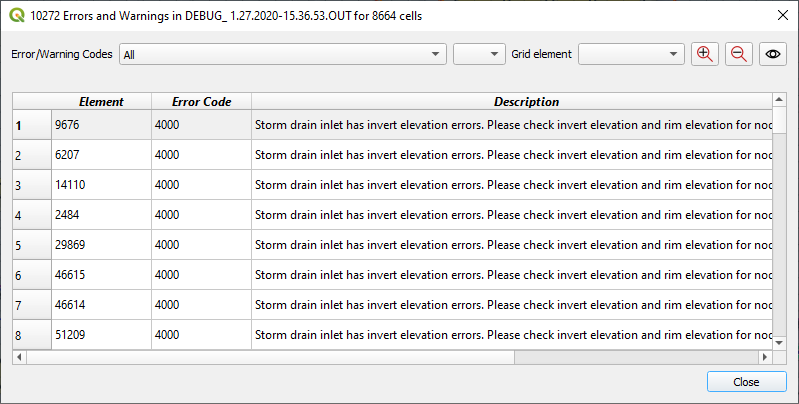 10272 Errors and Warnings in DEBUG_ 1.27.2020-15.36.53.OUT for 8664 cells
Error/Warning Codes All Grid element
Element Error Code Description
1 9676 4000 Storm drain inlet has invert elevation errors. Please check invert elevation and rim elevation for noc
2 6207 4000 Storm drain inlet has invert elevation errors. Please check invert elevation and rim elevation for noc
3 14110 4000 Storm drain inlet has invert elevation errors. Please check invert elevation and rim elevation for noc
4 2484 4000 Storm drain inlet has invert elevation errors. Please check invert elevation and rim elevation for noc
5 29869 4000 Storm drain inlet has invert elevation errors. Please check invert elevation and rim elevation for noc
6 46615 4000 Storm drain inlet has invert elevation errors. Please check invert elevation and rim elevation for noc
7 46614 4000 Storm drain inlet has invert elevation errors. Please check invert elevation and rim elevation for noc
8 51209 4000 Storm drain inlet has invert elevation errors. Please check invert elevation and rim elevation for noc
Close